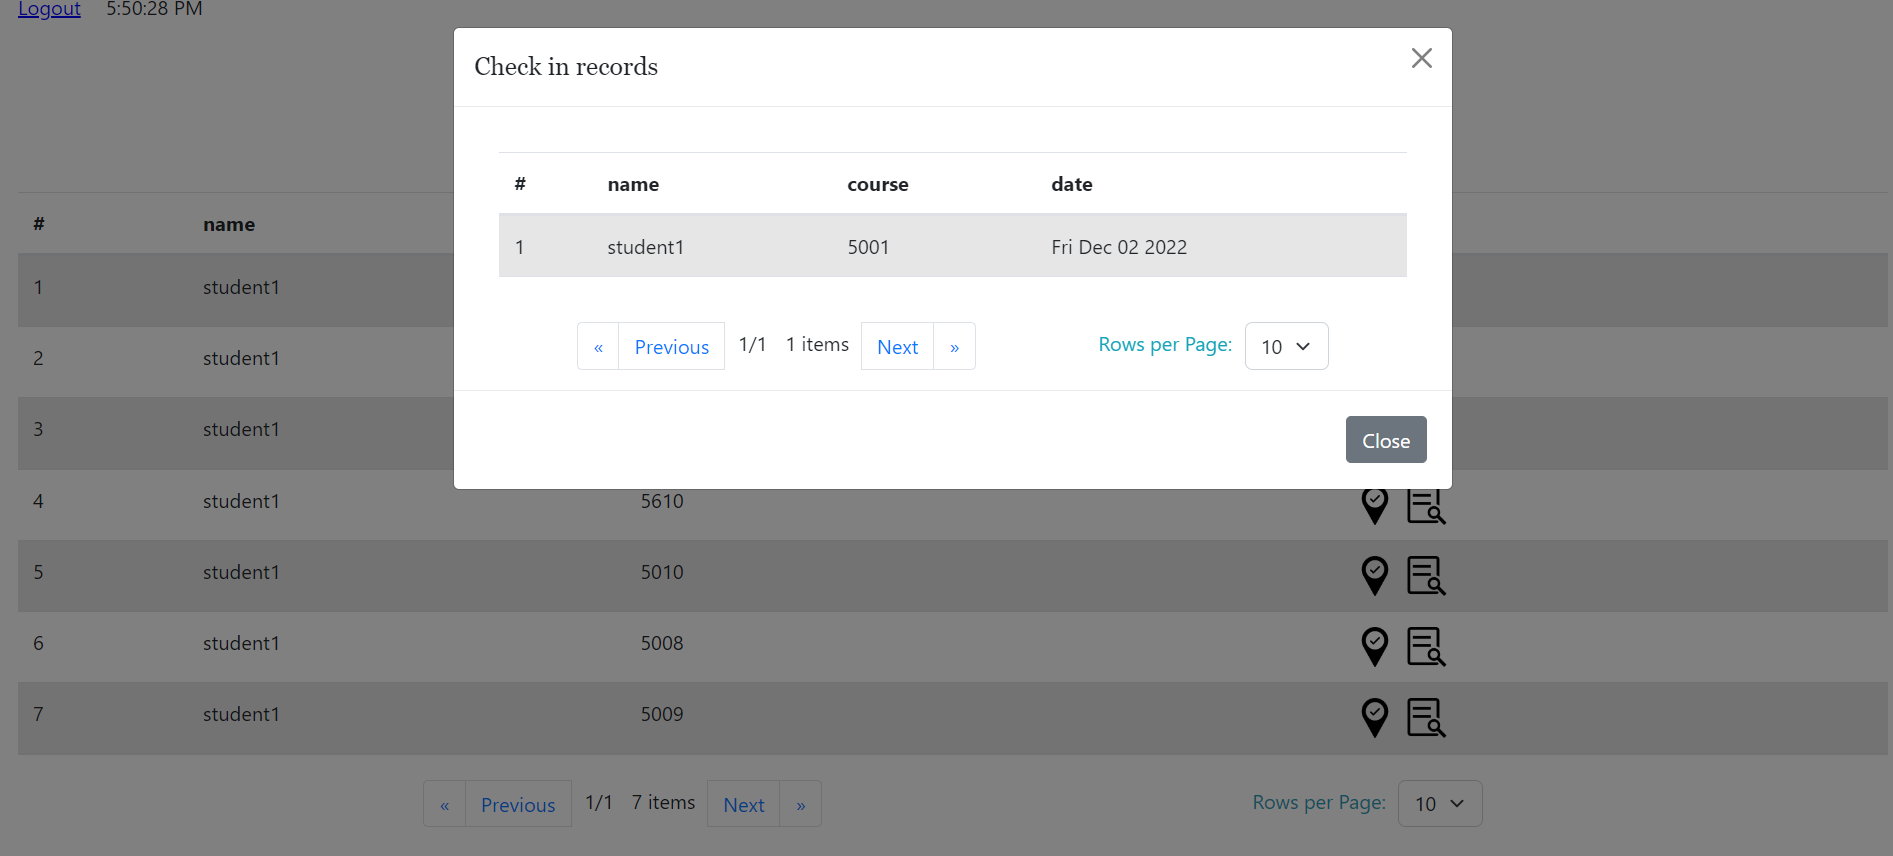 Logout 5:50:28 PM
Check in records
# name course date
1 student1 5001 Fri Dec 02 2022
« Previous 1/1 1 items Next » Rows per Page: 10
Close
# name
1 student1
2 student1
3 student1
4 student1 5610
5 student1 5010
6 student1 5008
7 student1 5009
« Previous 1/1 7 items Next » Rows per Page: 10